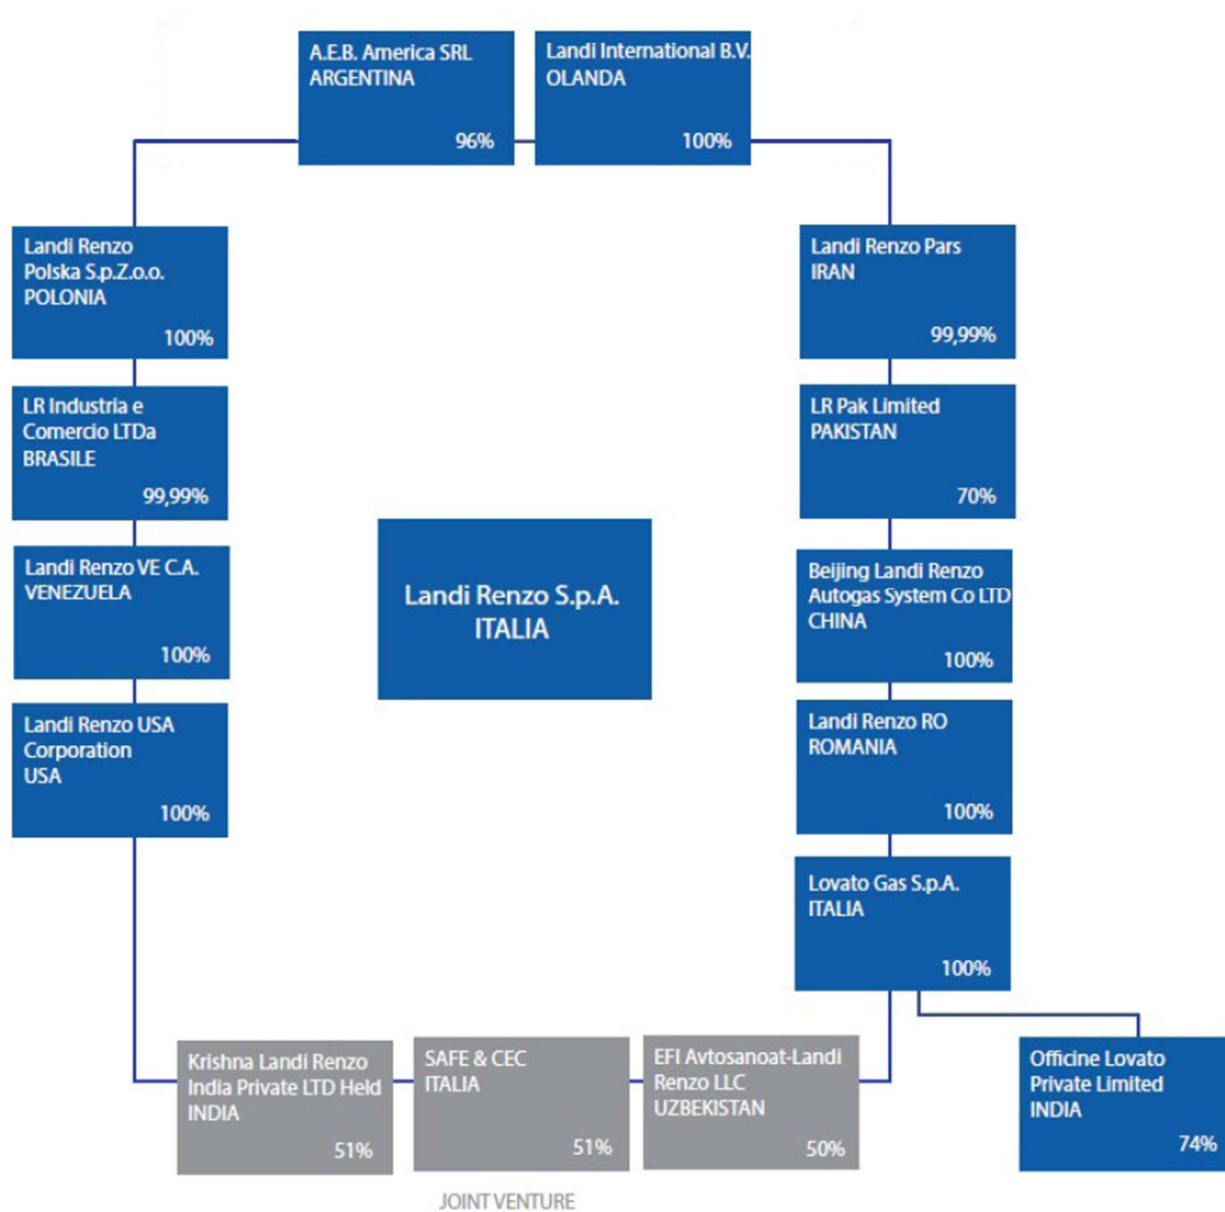 A.E.B. America SRL
ARGENTINA
96%
Landi International B.V.
OLANDA
100%
Landi Renzo
Polska S.p.Z.o.o.
POLONIA
100%
Landi Renzo Pars
IRAN
99,99%
LR Industria e
Comercio LTDa
BRASILE
99,99%
LR Pak Limited
PAKISTAN
70%
Landi Renzo S.p.A.
ITALIA
Landi Renzo VE C.A.
VENEZUELA
100%
Beijing Landi Renzo
Autogas System Co LTD
CHINA
100%
Landi Renzo USA
Corporation
USA
100%
Landi Renzo RO
ROMANIA
100%
Lovato Gas S.p.A.
ITALIA
100%
Krishna Landi Renzo
India Private LTD Held
INDIA
51%
SAFE & CEC
ITALIA
51%
EFI Avtosanoat-Landi
Renzo LLC
UZBEKISTAN
50%
Officine Lovato
Private Limited
INDIA
74%
JOINT VENTURE